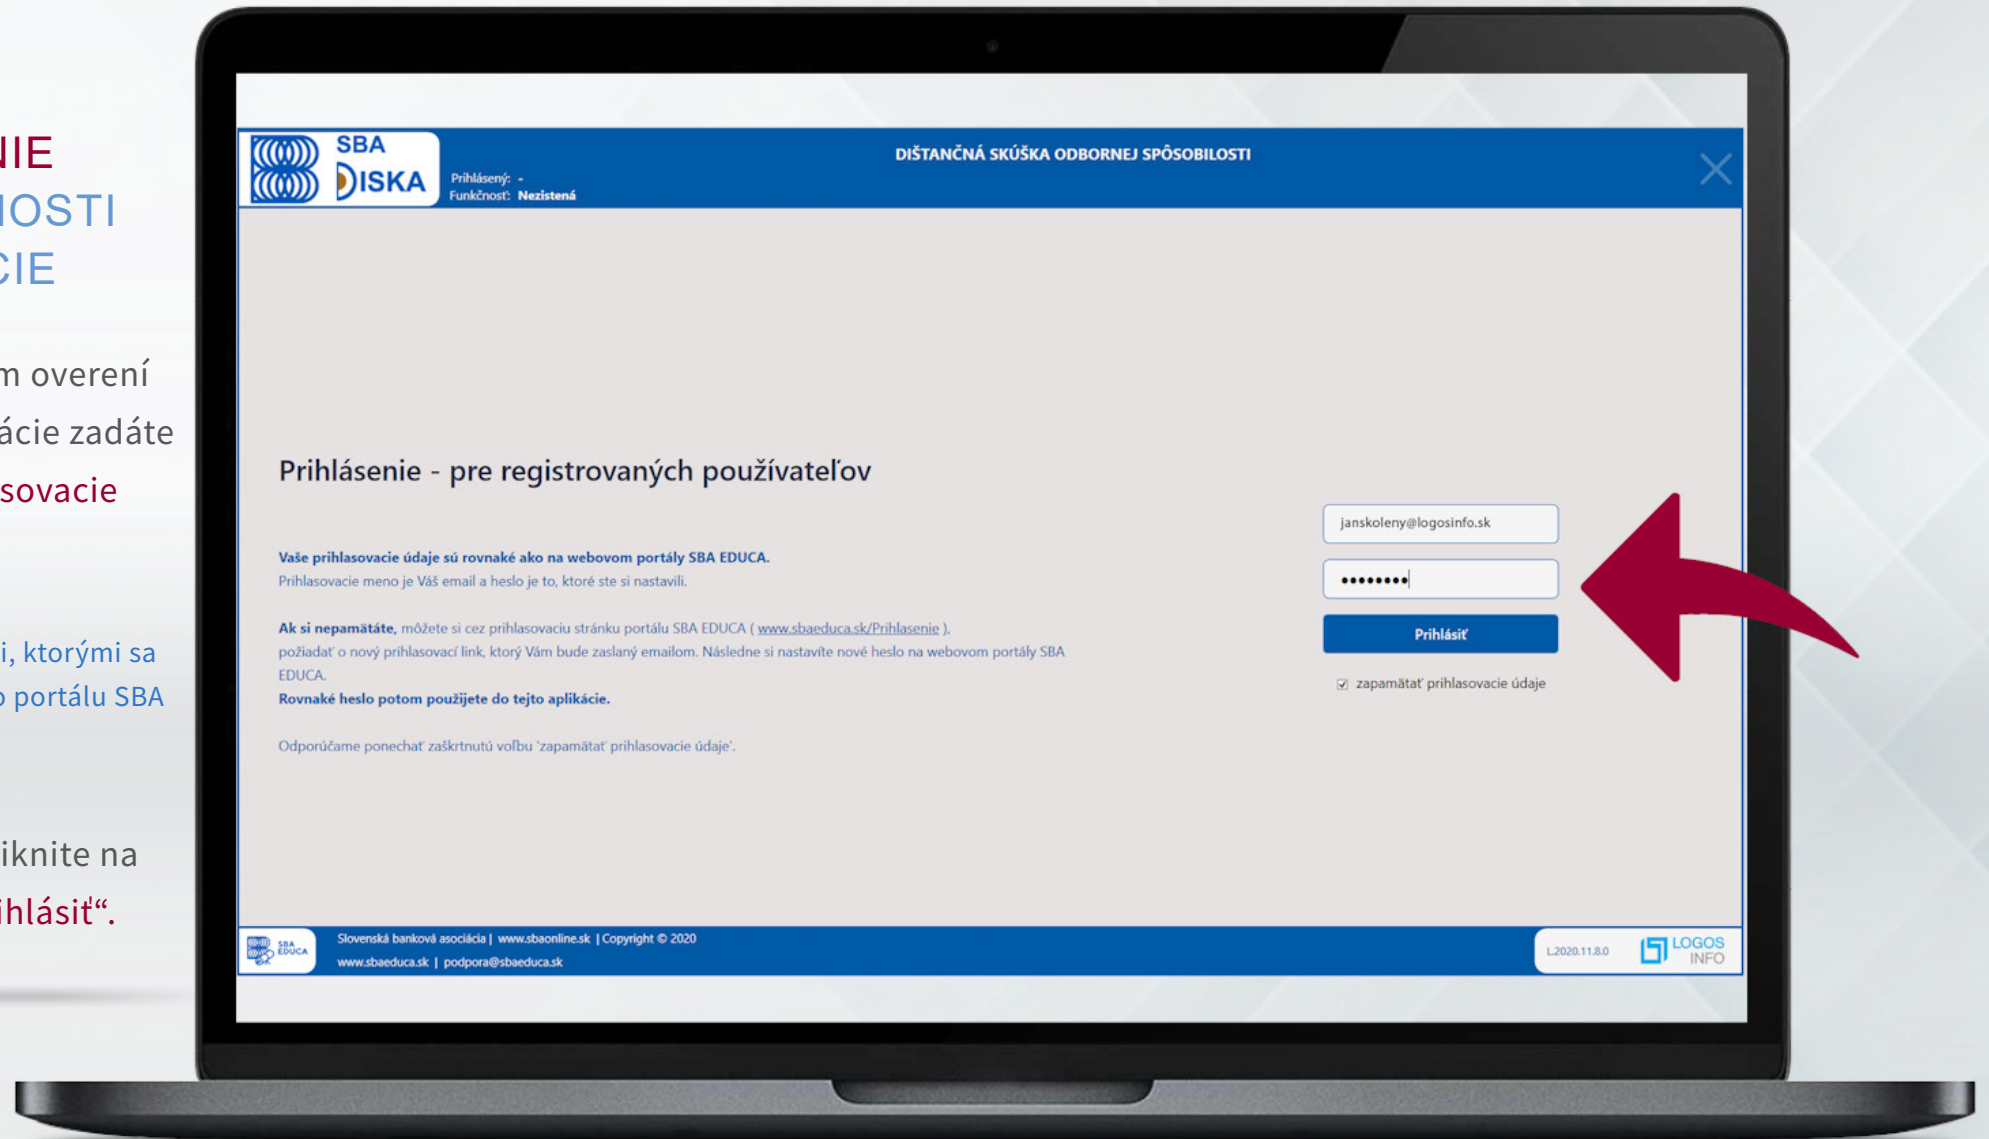 NIE
NOSTI
CIE
m overení
ácie zadáte
sovacie
i, ktorými sa
o portálu SBA
iknite na
ihlásiť“.
SBA
DISKA
Prihlásený: -
Funkčnosť: Nezistená
DIŠTANČNÁ SKÚŠKA ODBORNEJ SPÔSOBILOSTI
Prihlásenie - pre registrovaných používateľov
Vaše prihlasovacie údaje sú rovnaké ako na webovom portály SBA EDUCA.
Prihlasovacie meno je Váš email a heslo je to, ktoré ste si nastavili.
Ak si nepamätáte, môžete si cez prihlasovaciu stránku portálu SBA EDUCA ( www.sbaeduca.sk/Prihlasenie ),
požiadať o nový prihlasovací link, ktorý Vám bude zaslaný emailom. Následne si nastavíte nové heslo na webovom portály SBA
EDUCA.
Rovnaké heslo potom použijete do tejto aplikácie.
Odporúčame ponechať zaškrtnutú voľbu 'zapamätať prihlasovacie údaje'.
janskoleny@logosinfo.sk
••••••••
Prihlásiť
zapamätať prihlasovacie údaje
SBA
EDUCA
Slovenská banková asociácia | www.sbaonline.sk | Copyright © 2020
www.sbaeduca.sk | podpora@sbaeduca.sk
L.2020.11.8.0
LOGOS
INFO